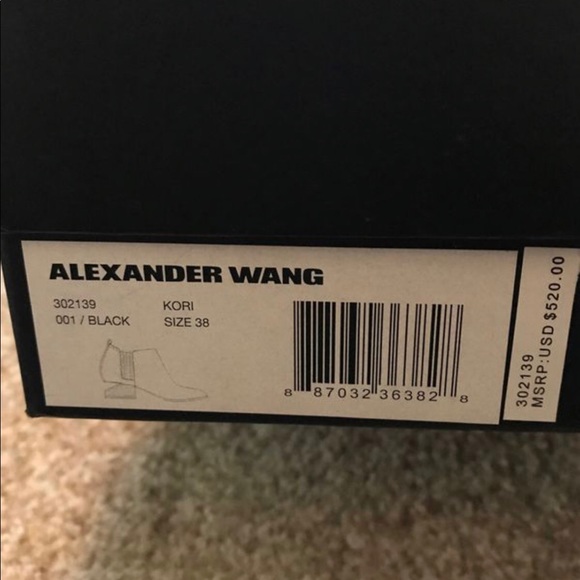 ALEXANDER WANG
302139 KORI
001 / BLACK SIZE 38
8 87032 36382 8
302139
MSRP:USD $520.00